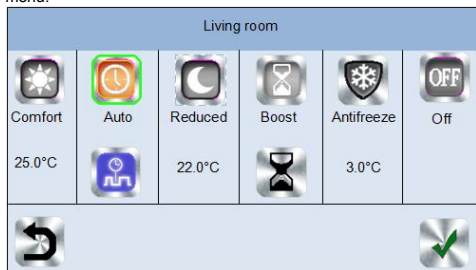 menu.
Living room
OFF
Comfort Auto Reduced Boost Antifreeze Off
25.0°C 22.0°C 3.0°C